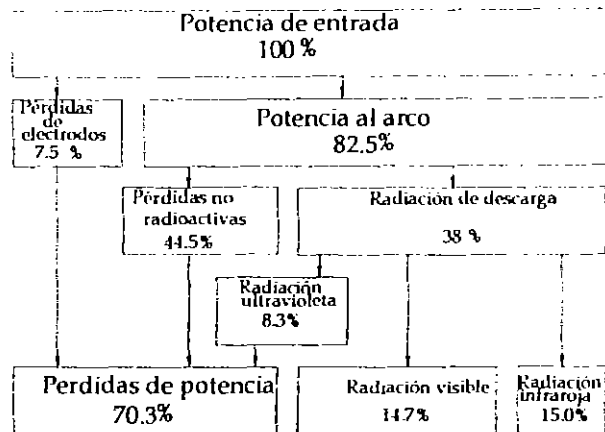 Potencia de entrada
100 %
Pérdidas
de
electrodos
7.5 %
Potencia al arco
82.5%
Pérdidas no
radioactivas
44.5%
Radiación de descarga
38 %
Radiación
ultravioleta
8.3%
Perdídas de potencia
70.3%
Radiación visible
14.7%
Radiación
infraroja
15.0%